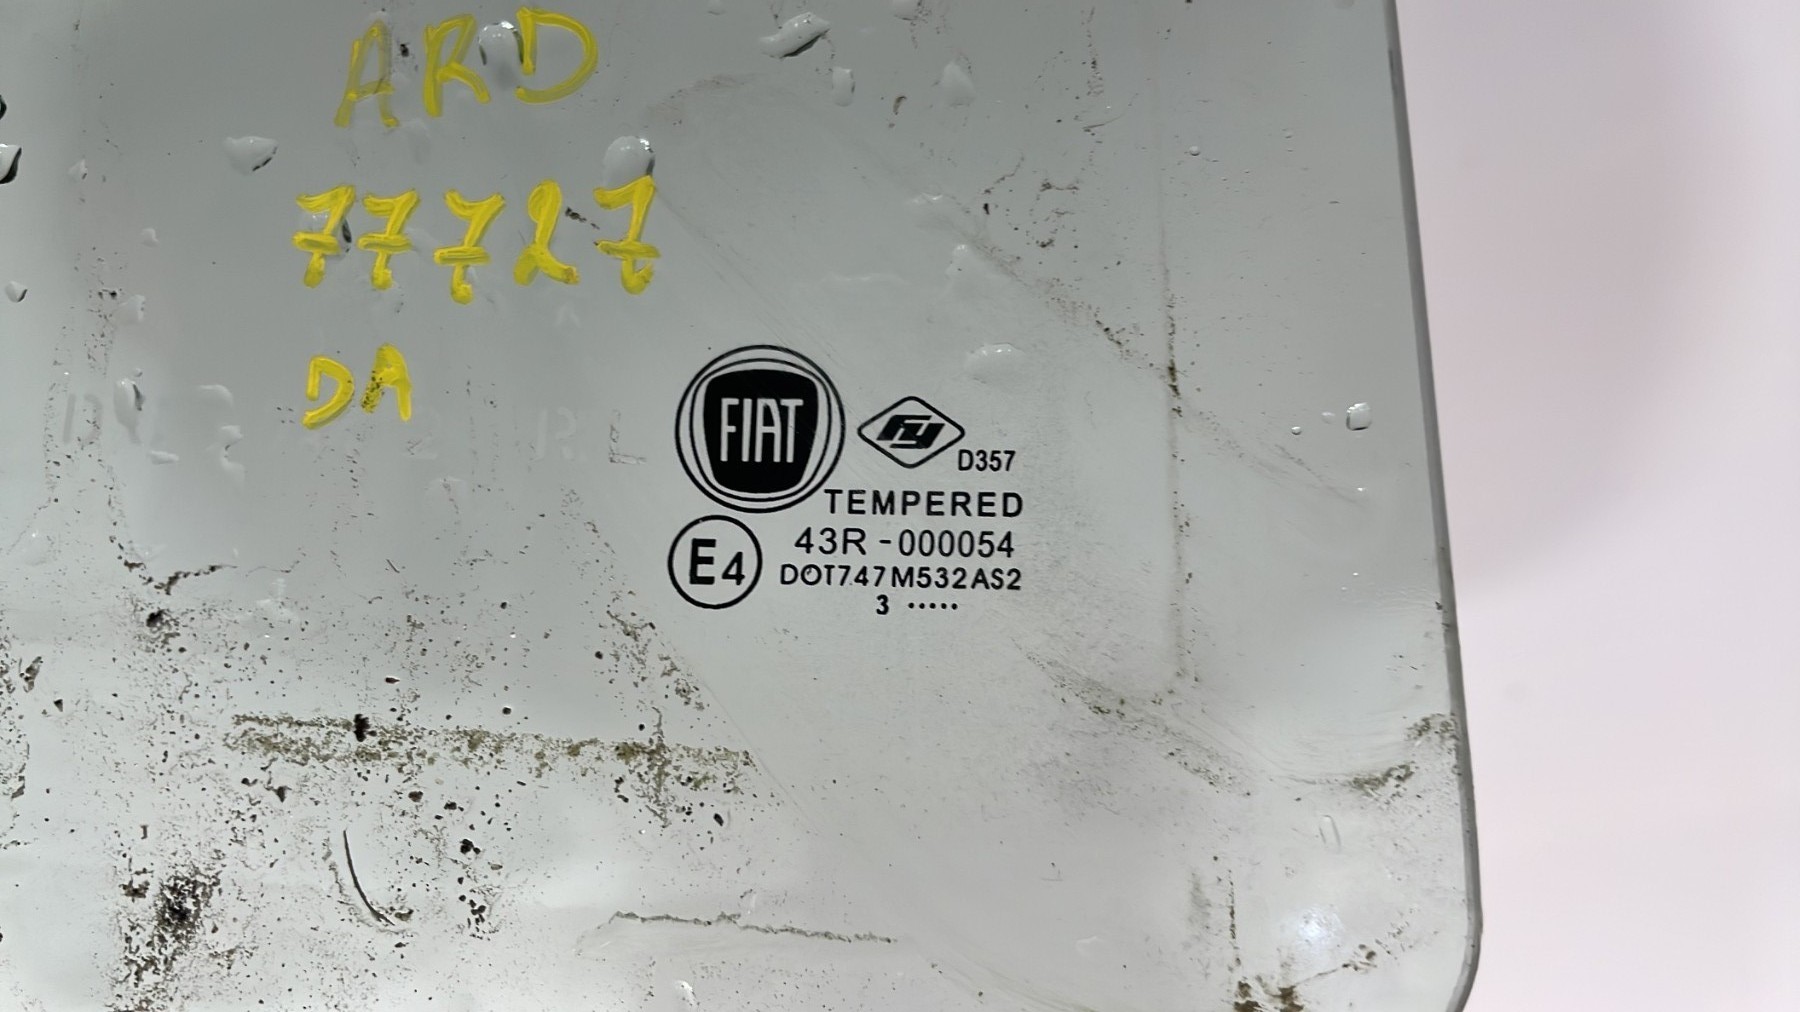 ARD
77727
DA
FIAT
D357
TEMPERED
E4
43R - 000054
DOT747M532AS2
3 .....